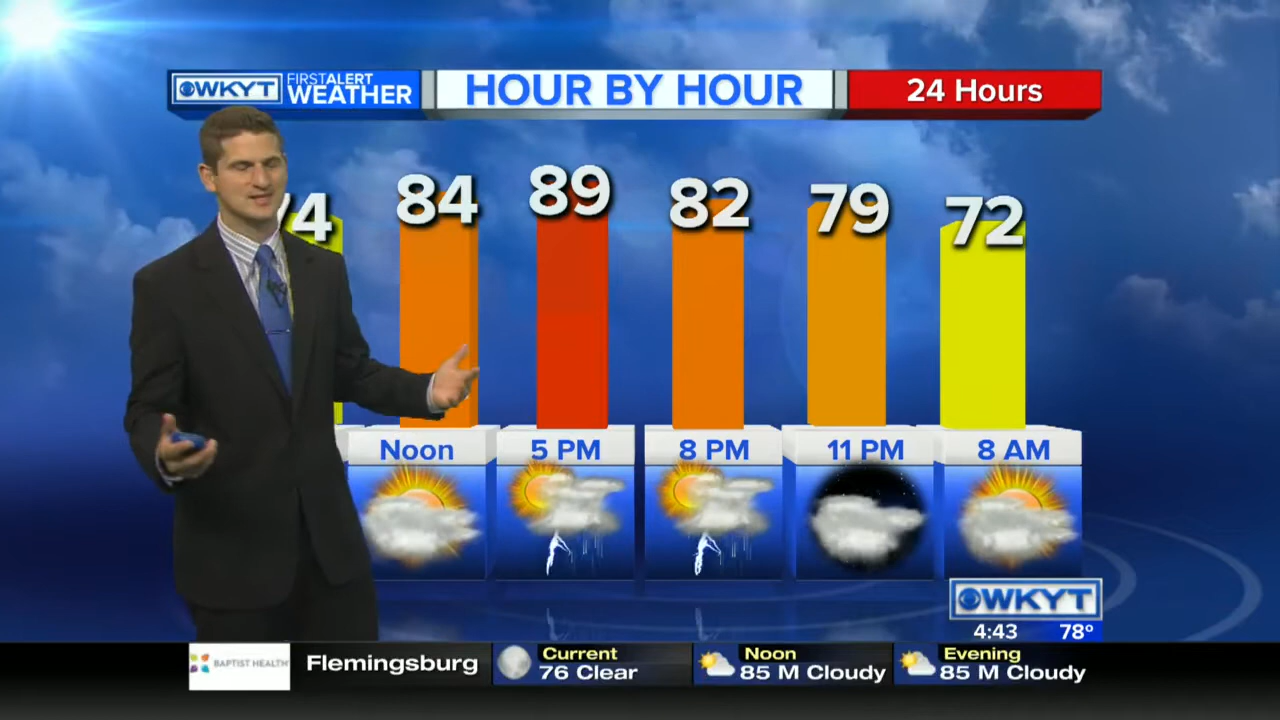 WKYT FIRST ALERT WEATHER
HOUR BY HOUR
24 Hours
74 84 89 82 79 72
Noon 5 PM 8 PM 11 PM 8 AM
WKYT
4:43 78°
BAPTIST HEALTH
Flemingsburg
Current
76 Clear
Noon
85 M Cloudy
Evening
85 M Cloudy